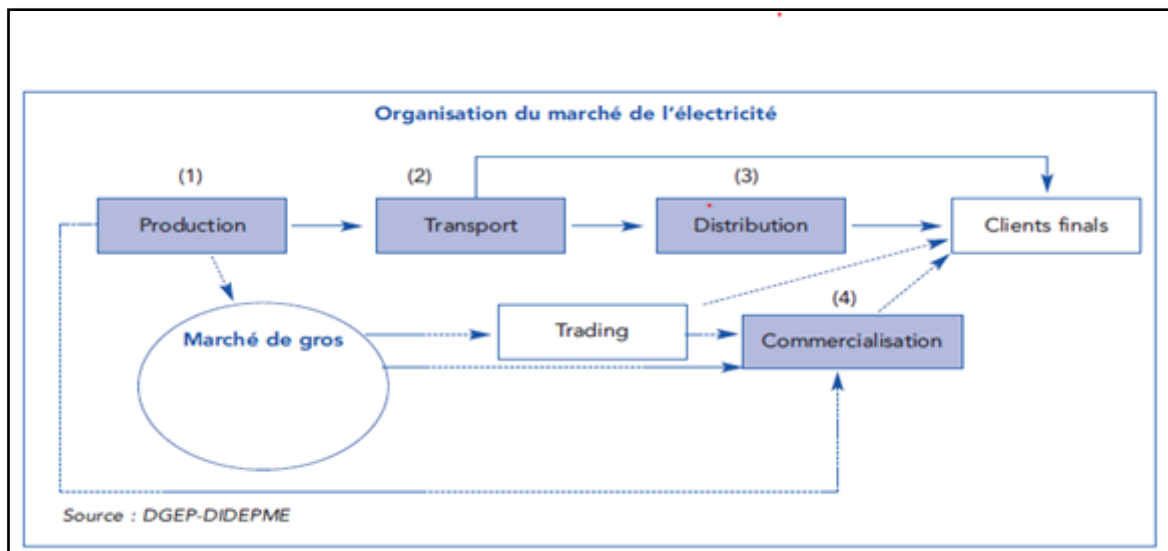 Organisation du marché de l'électricité
(1)
(2)
(3)
Production
Transport
Distribution
Clients finals
(4)
Marché de gros
Trading
Commercialisation
Source : DGEP-DIDEPME